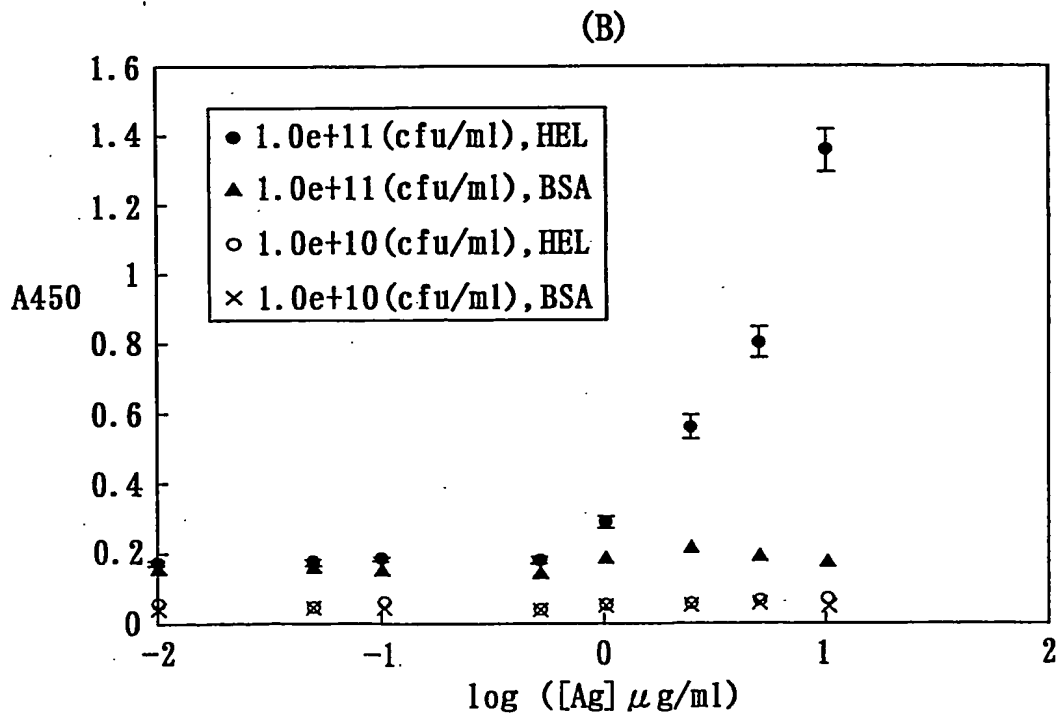 (B)
1.6
1.4
1.2
1
0.8
0.6
0.4
0.2
0
A450
● 1.0e+11(cfu/ml),HEL
▲ 1.0e+11(cfu/ml),BSA
○ 1.0e+10(cfu/ml),HEL
× 1.0e+10(cfu/ml),BSA
-2 -1 0 1 2
log ([Ag] μg/ml)